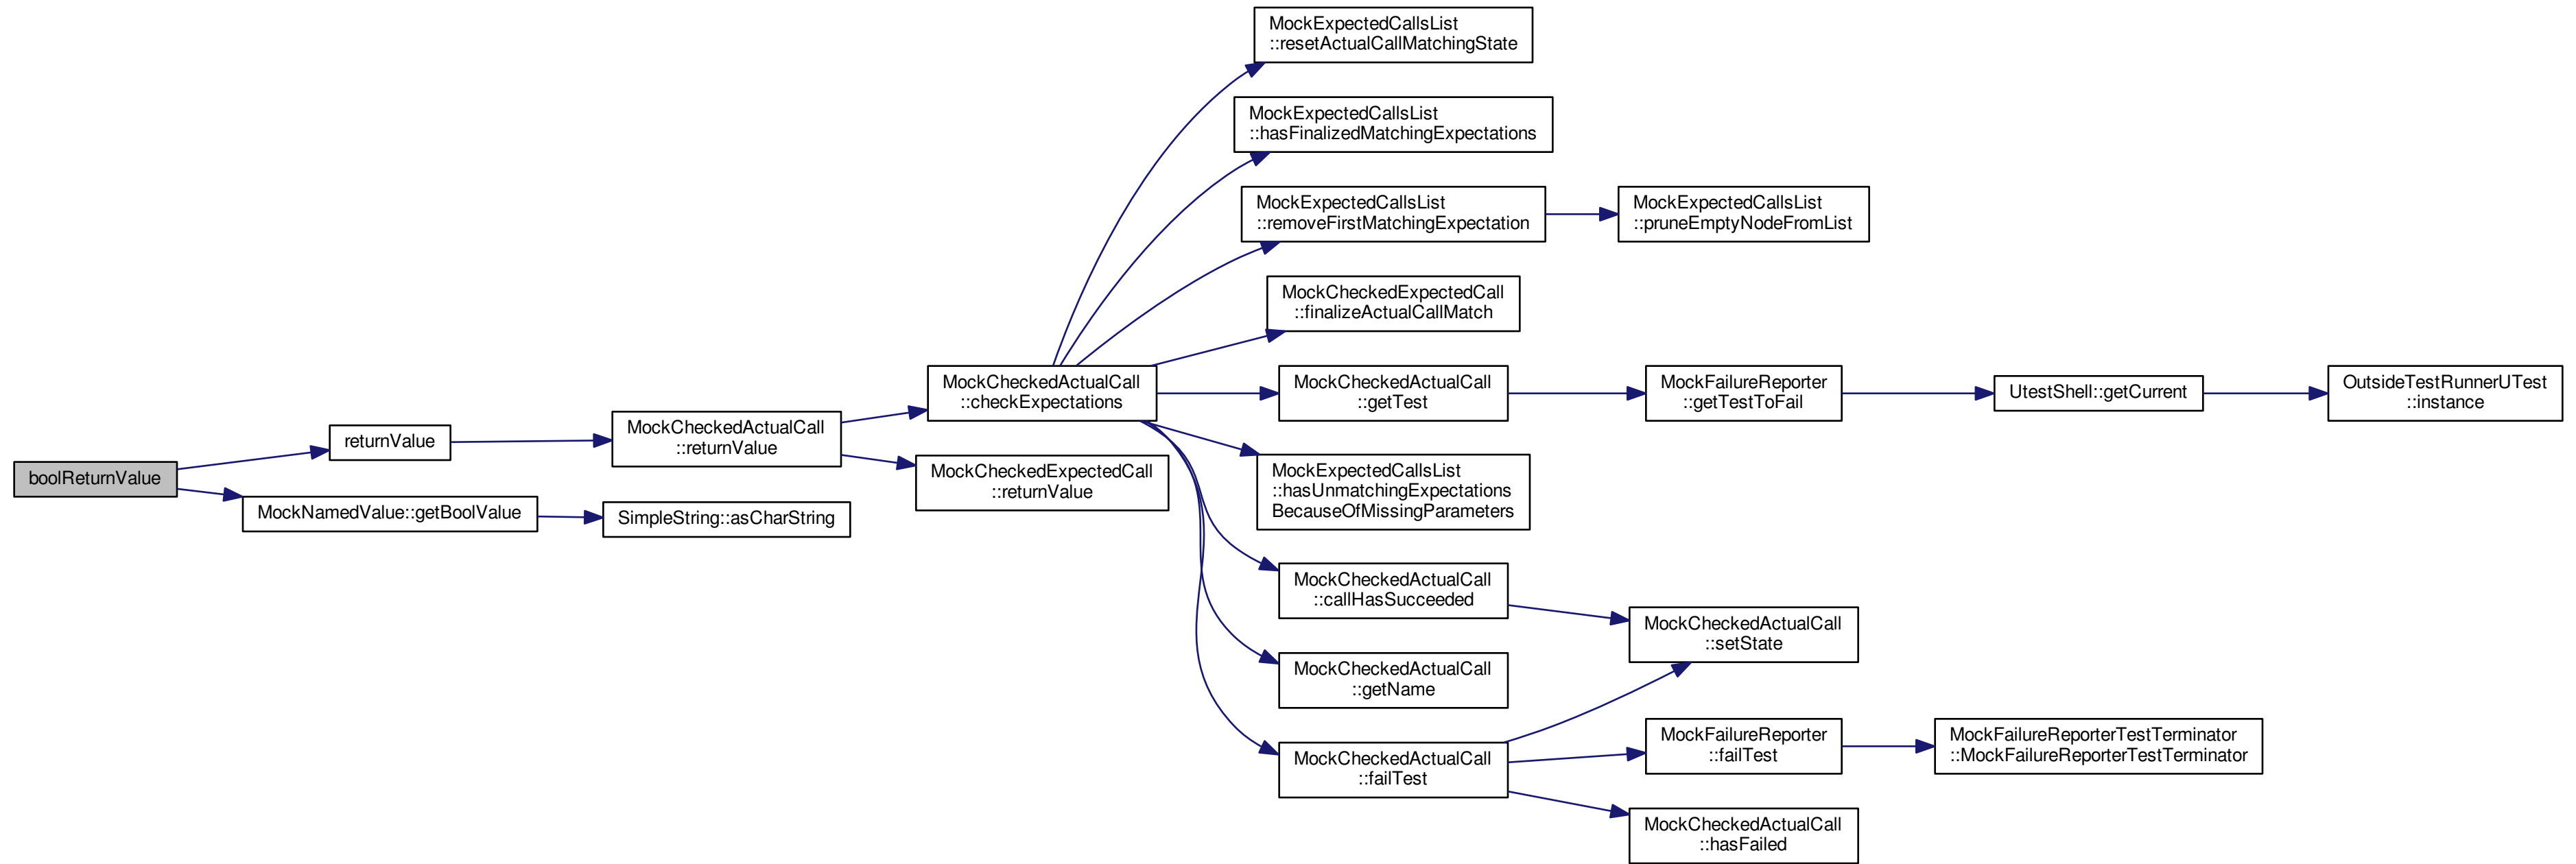 MockExpectedCallsList
::resetActualCallMatchingState
MockExpectedCallsList
::hasFinalizedMatchingExpectations
MockExpectedCallsList
::removeFirstMatchingExpectation
MockExpectedCallsList
::pruneEmptyNodeFromList
MockCheckedExpectedCall
::finalizeActualCallMatch
MockCheckedActualCall
::checkExpectations
MockCheckedActualCall
::getTest
MockFailureReporter
::getTestToFail
UtestShell::getCurrent
OutsideTestRunnerUTest
::instance
boolReturnValue
returnValue
MockCheckedActualCall
::returnValue
MockCheckedExpectedCall
::returnValue
MockNamedValue::getBoolValue
SimpleString::asCharString
MockExpectedCallsList
::hasUnmatchingExpectations
BecauseOfMissingParameters
MockCheckedActualCall
::callHasSucceeded
MockCheckedActualCall
::setState
MockCheckedActualCall
::getName
MockCheckedActualCall
::failTest
MockFailureReporter
::failTest
MockFailureReporterTestTerminator
::MockFailureReporterTestTerminator
MockCheckedActualCall
::hasFailed